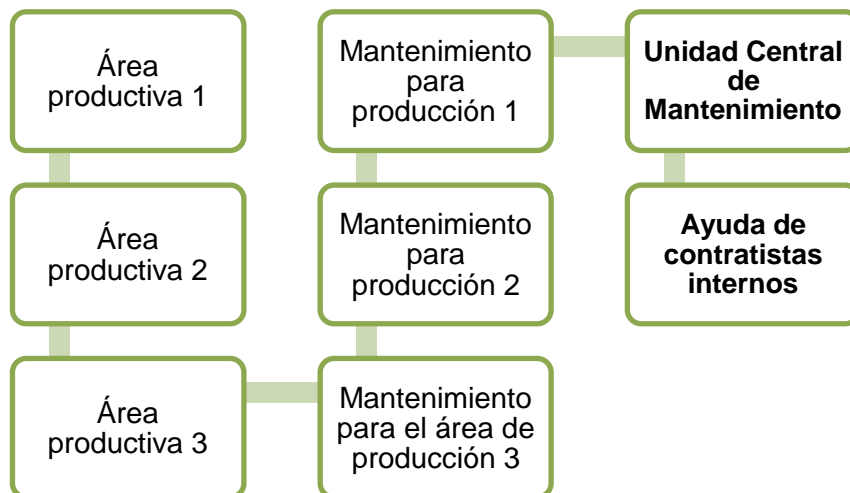 Área
productiva 1
Área
productiva 2
Área
productiva 3
Mantenimiento
para el área de
producción 3
Mantenimiento
para
producción 2
Mantenimiento
para
producción 1
Unidad Central
de
Mantenimiento
Ayuda de
contratistas
internos